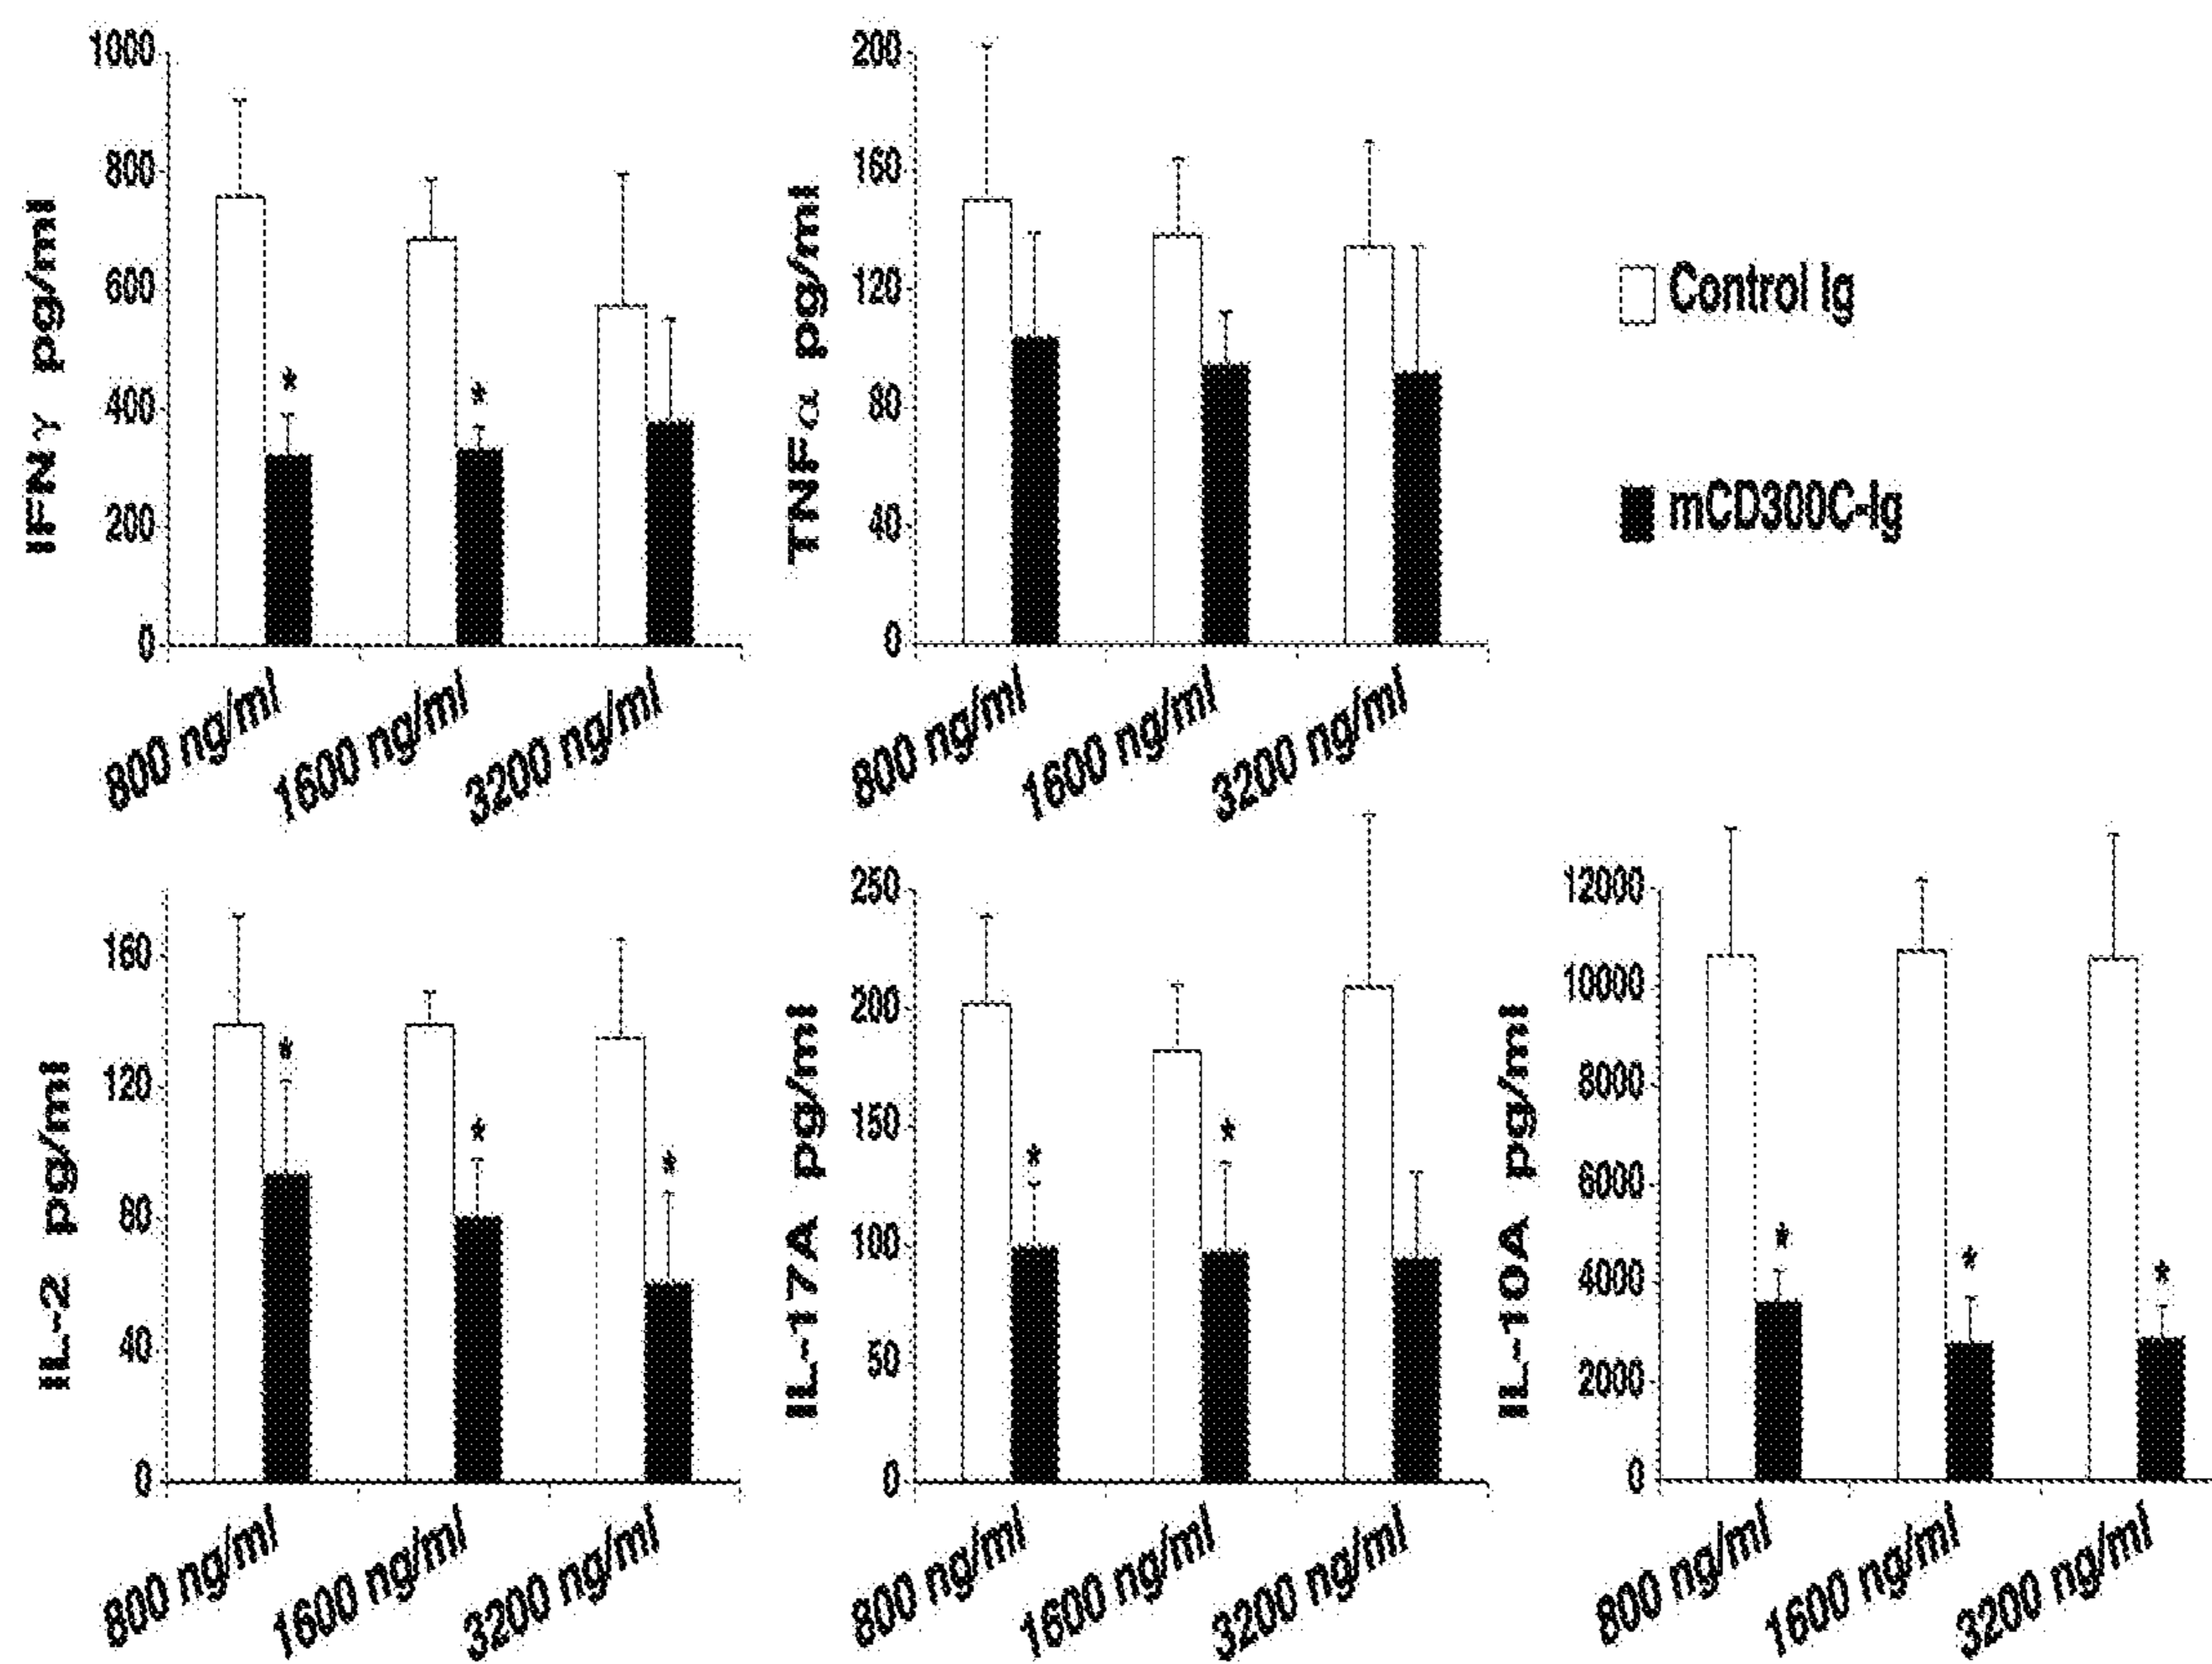 IFNγ pg/ml
1000
800
600
400
200
0
*
*
800 ng/ml
1600 ng/ml
3200 ng/ml
TNFα pg/ml
200
160
120
80
40
0
800 ng/ml
1600 ng/ml
3200 ng/ml
Control Ig
mCD300C-Ig
IL-2 pg/ml
160
120
80
40
0
*
*
*
800 ng/ml
1600 ng/ml
3200 ng/ml
IL-17A pg/ml
250
200
150
100
50
0
*
*
800 ng/ml
1600 ng/ml
3200 ng/ml
IL-10A pg/ml
12000
10000
8000
6000
4000
2000
0
*
*
*
800 ng/ml
1600 ng/ml
3200 ng/ml